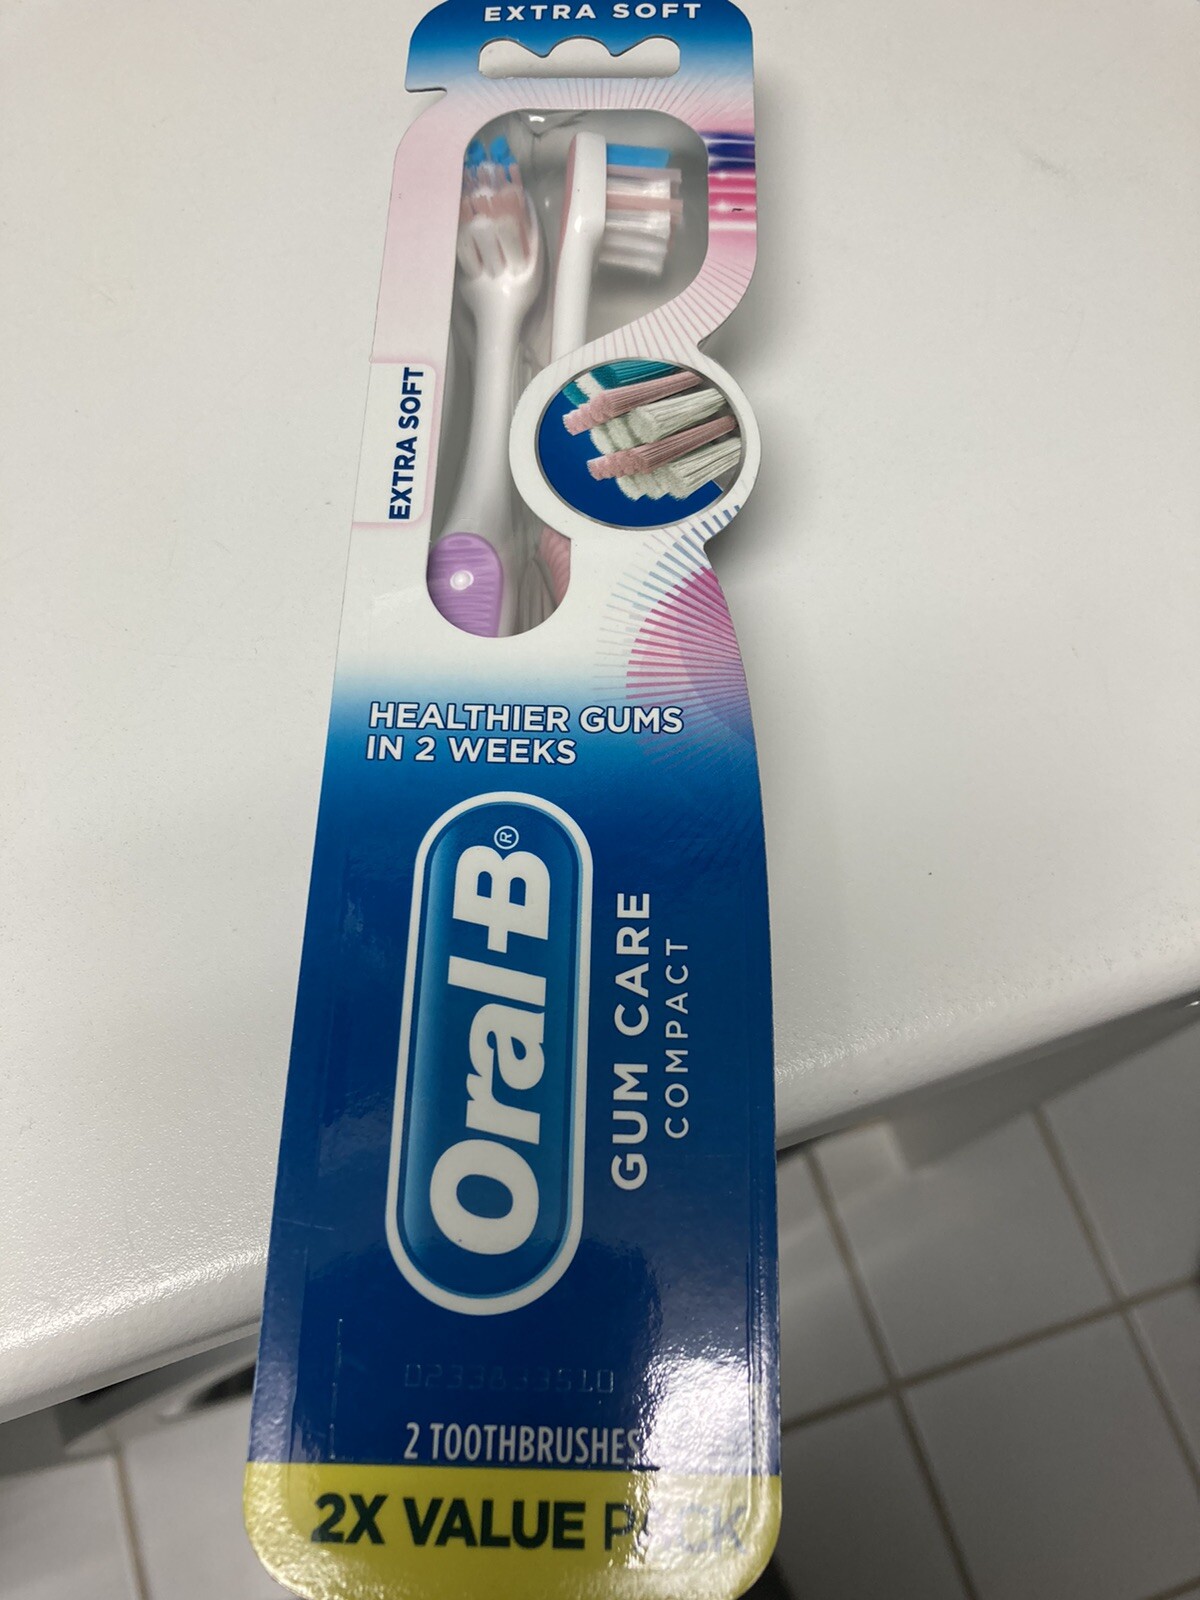 EXTRA SOFT
EXTRA SOFT
HEALTHIER GUMS
IN 2 WEEKS
Oral-B®
GUM CARE
COMPACT
2 TOOTHBRUSHES
2X VALUE PACK